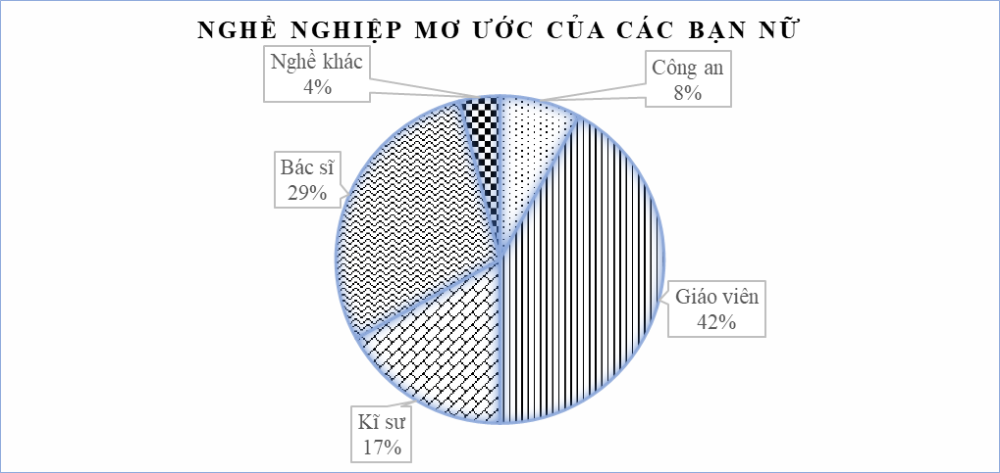 NGHỀ NGHIỆP MƠ ƯỚC CỦA CÁC BẠN NỮ
Nghề khác
4%
Công an
8%
Bác sĩ
29%
Giáo viên
42%
Kĩ sư
17%